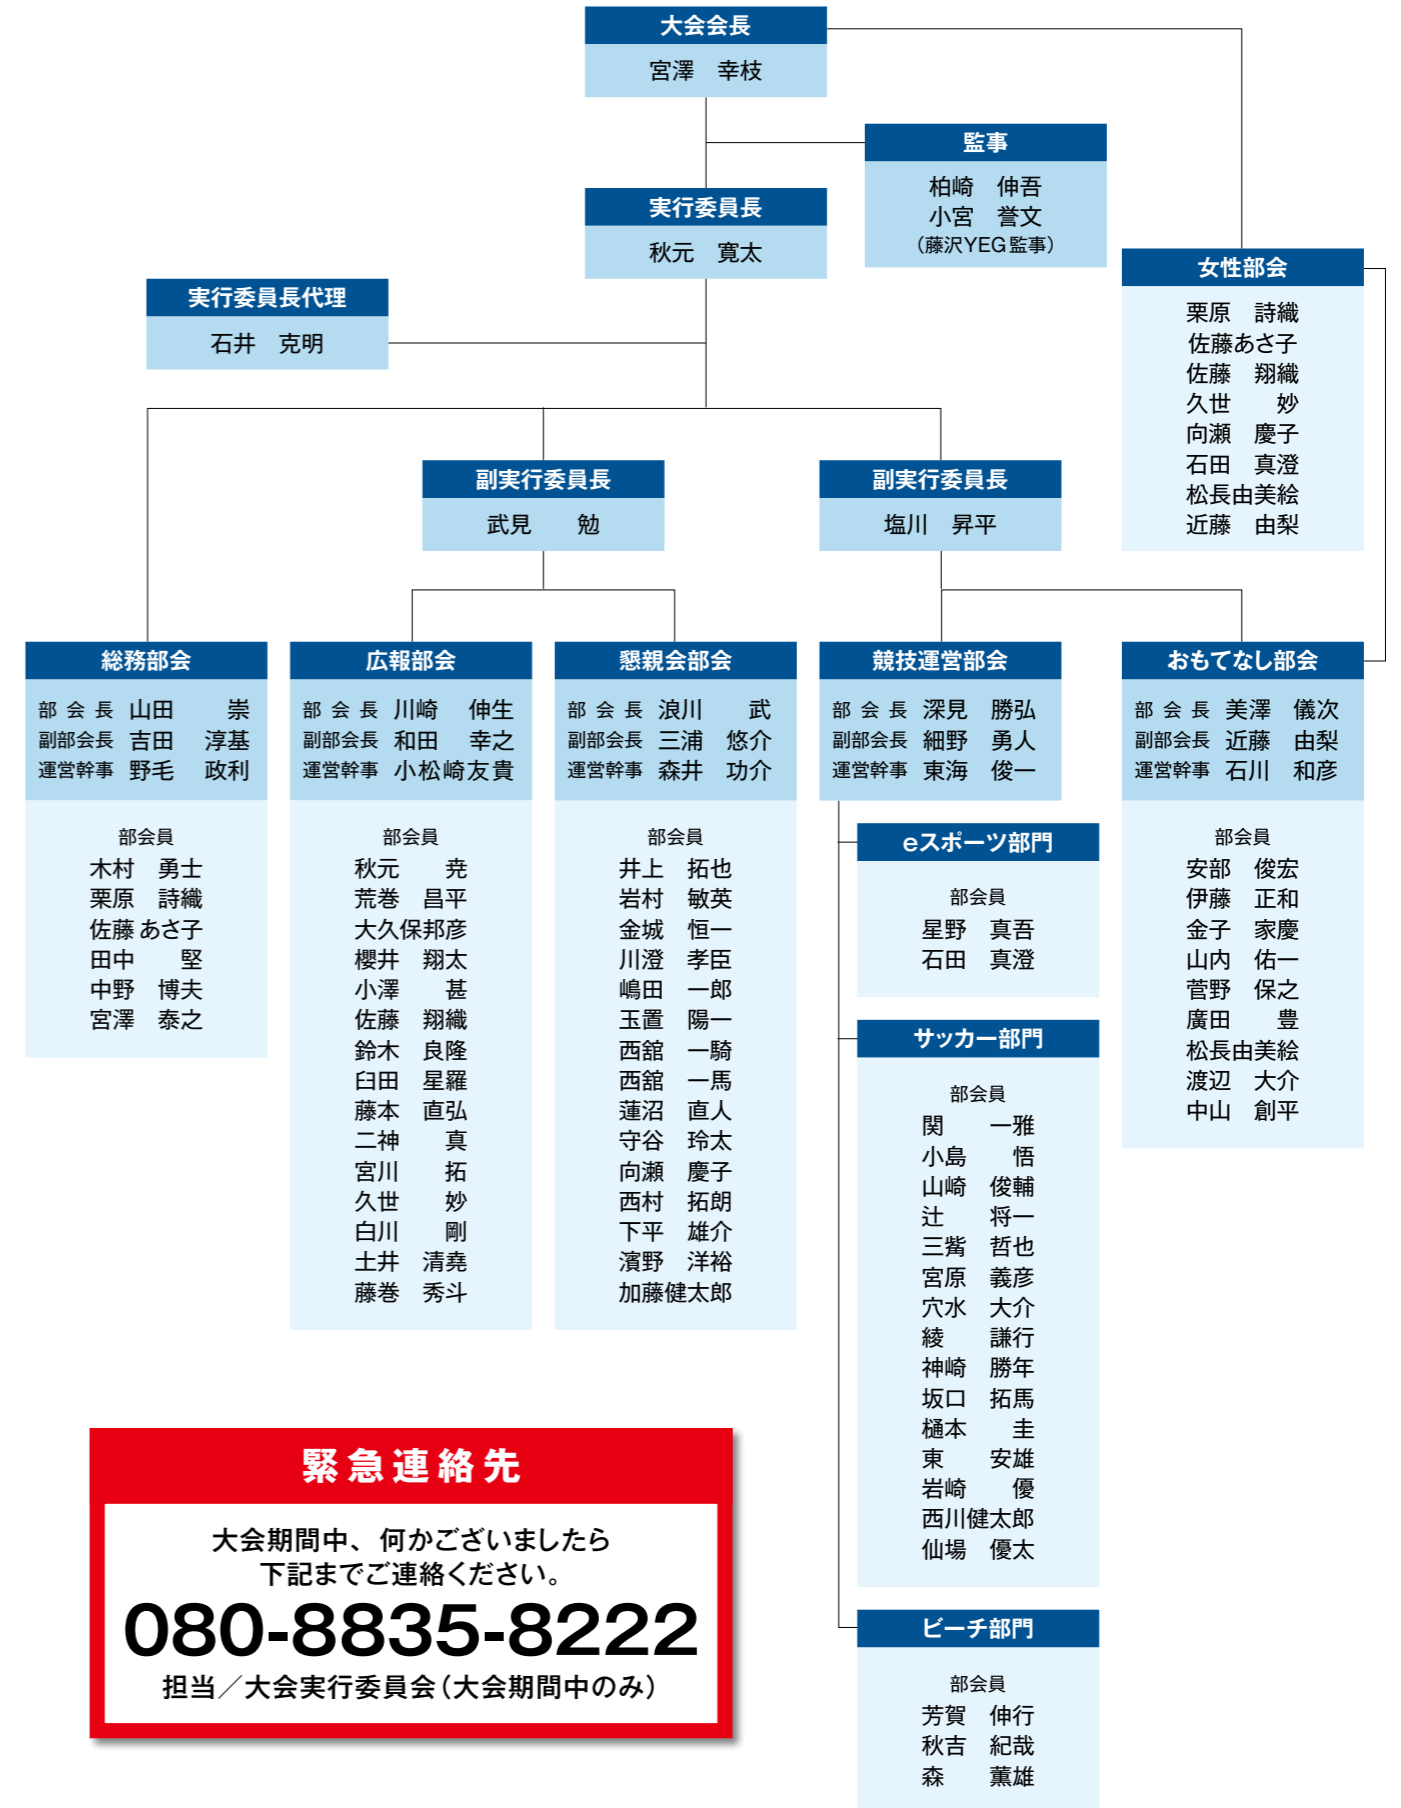 大会会長
宮澤　幸枝
監事
柏崎　伸吾
小宮　誉文
（藤沢YEG監事）
実行委員長
秋元　寛太
女性部会
栗原　詩織
佐藤あさ子
佐藤　翔織
久世　　妙
向瀬　慶子
石田　真澄
松長由美絵
近藤　由梨
実行委員長代理
石井　克明
副実行委員長
武見　　勉
副実行委員長
塩川　昇平
総務部会
部会長 山田　　崇
副部会長 吉田　淳基
運営幹事 野毛　政利
部会員
木村　勇士
栗原　詩織
佐藤 あさ子
田中　　堅
中野　博夫
宮澤　泰之
広報部会
部会長 川崎　伸生
副部会長 和田　幸之
運営幹事 小松崎友貴
部会員
秋元　　尭
荒巻　昌平
大久保邦彦
櫻井　翔太
小澤　　甚
佐藤　翔織
鈴木　良隆
臼田　星羅
藤本　直弘
二神　　真
宮川　　拓
久世　　妙
白川　　剛
土井　清堯
藤巻　秀斗
懇親会部会
部会長 浪川　　武
副部会長 三浦　悠介
運営幹事 森井　功介
部会員
井上　拓也
岩村　敏英
金城　恒一
川澄　孝臣
嶋田　一郎
玉置　陽一
西舘　一騎
西舘　一馬
蓮沼　直人
守谷　玲太
向瀬　慶子
西村　拓朗
下平　雄介
濱野　洋裕
加藤健太郎
競技運営部会
部会長 深見　勝弘
副部会長 細野　勇人
運営幹事 東海　俊一
eスポーツ部門
部会員
星野　真吾
石田　真澄
サッカー部門
部会員
関　　一雅
小島　　悟
山崎　俊輔
辻　　将一
三觜　哲也
宮原　義彦
穴水　大介
綾　　謙行
神崎　勝年
坂口　拓馬
樋本　　圭
東　　安雄
岩崎　　優
西川健太郎
仙場　優太
ビーチ部門
部会員
芳賀　伸行
秋吉　紀哉
森　　薫雄
おもてなし部会
部会長 美澤　儀次
副部会長 近藤　由梨
運営幹事 石川　和彦
部会員
安部　俊宏
伊藤　正和
金子　家慶
山内　佑一
菅野　保之
廣田　　豊
松長由美絵
渡辺　大介
中山　創平
緊急連絡先
大会期間中、何かございましたら
下記までご連絡ください。
080-8835-8222
担当／大会実行委員会（大会期間中のみ）